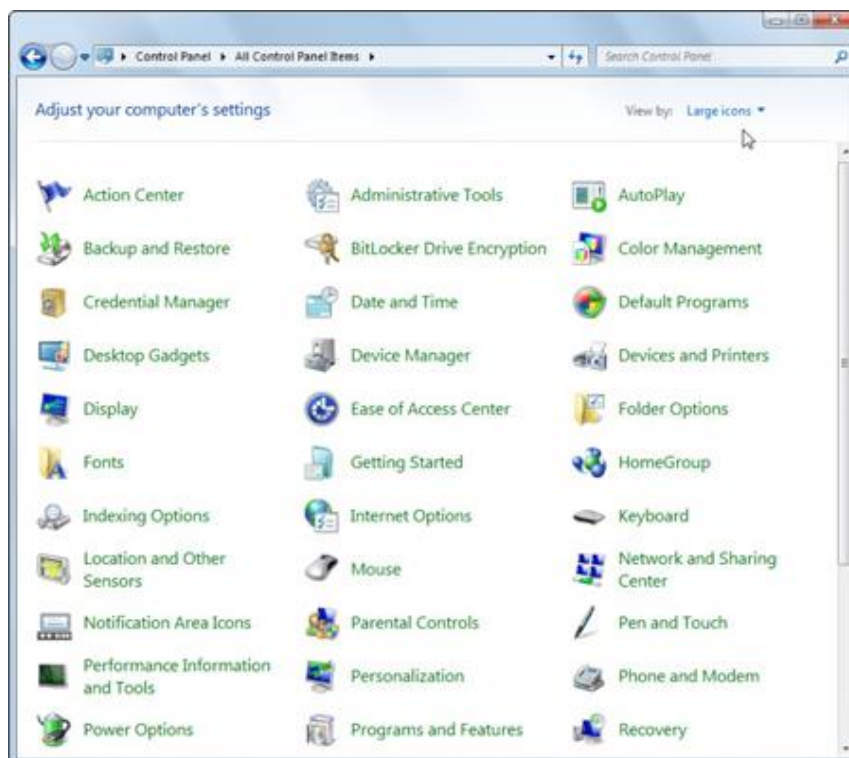 Control Panel ▸ All Control Panel Items ▸ Search Control Panel
Adjust your computer's settings View by: Large icons
Action Center Administrative Tools AutoPlay
Backup and Restore BitLocker Drive Encryption Color Management
Credential Manager Date and Time Default Programs
Desktop Gadgets Device Manager Devices and Printers
Display Ease of Access Center Folder Options
Fonts Getting Started HomeGroup
Indexing Options Internet Options Keyboard
Location and Other Sensors Mouse Network and Sharing Center
Notification Area Icons Parental Controls Pen and Touch
Performance Information and Tools Personalization Phone and Modem
Power Options Programs and Features Recovery